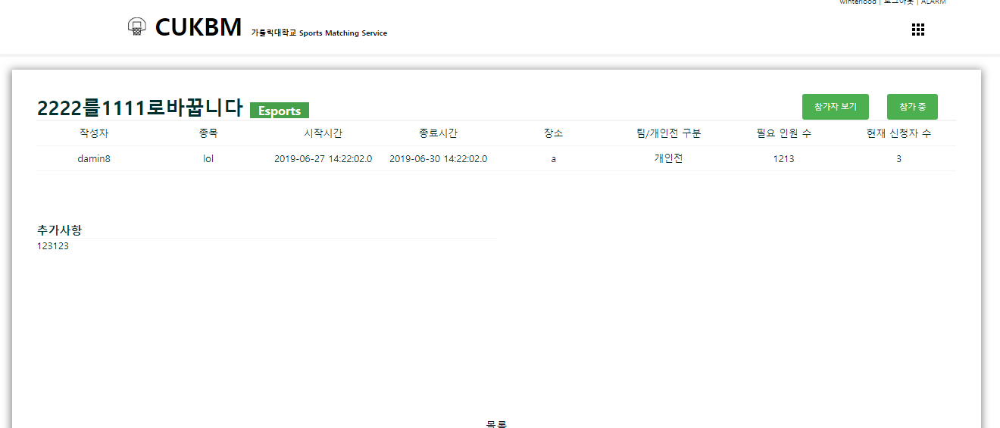 winterlood | 로그아웃 | ALARM
CUKBM 가톨릭대학교 Sports Matching Service
2222를1111로바꿉니다 Esports 참가자 보기 참가 중
작성자 종목 시작시간 종료시간 장소 팀/개인전 구분 필요 인원 수 현재 신청자 수
damin8 lol 2019-06-27 14:22:02.0 2019-06-30 14:22:02.0 a 개인전 1213 3
추가사항
123123
목록